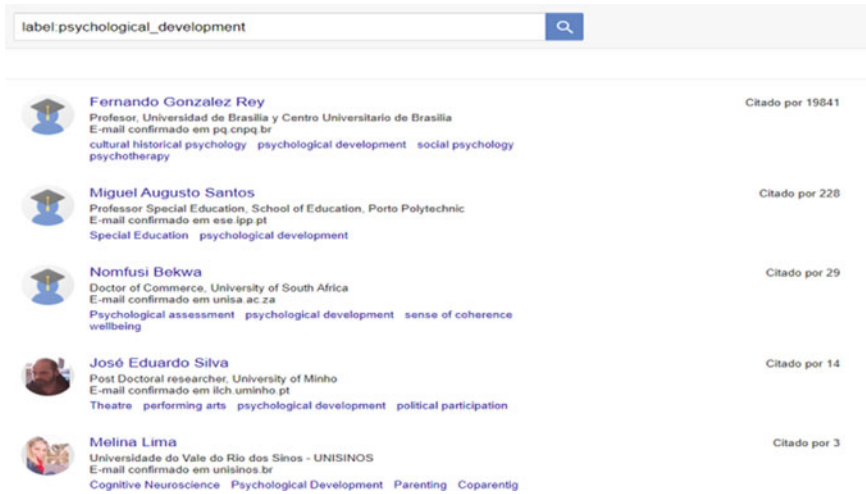 label:psychological_development
Fernando Gonzalez Rey
Citado por 19841
Profesor, Universidad de Brasilia y Centro Universitario de Brasilia
E-mail confirmado em pq.cnpq.br
cultural historical psychology psychological development social psychology
psychotherapy
Miguel Augusto Santos
Citado por 228
Professor Special Education, School of Education, Porto Polytechnic
E-mail confirmado em ese.ipp.pt
Special Education psychological development
Nomfusi Bekwa
Citado por 29
Doctor of Commerce, University of South Africa
E-mail confirmado em unisa.ac.za
Psychological assessment psychological development sense of coherence
wellbeing
José Eduardo Silva
Citado por 14
Post Doctoral researcher, University of Minho
E-mail confirmado em ilch.uminho.pt
Theatre performing arts psychological development political participation
Melina Lima
Citado por 3
Universidade do Vale do Rio dos Sinos - UNISINOS
E-mail confirmado em unisinos.br
Cognitive Neuroscience Psychological Development Parenting Coparentig